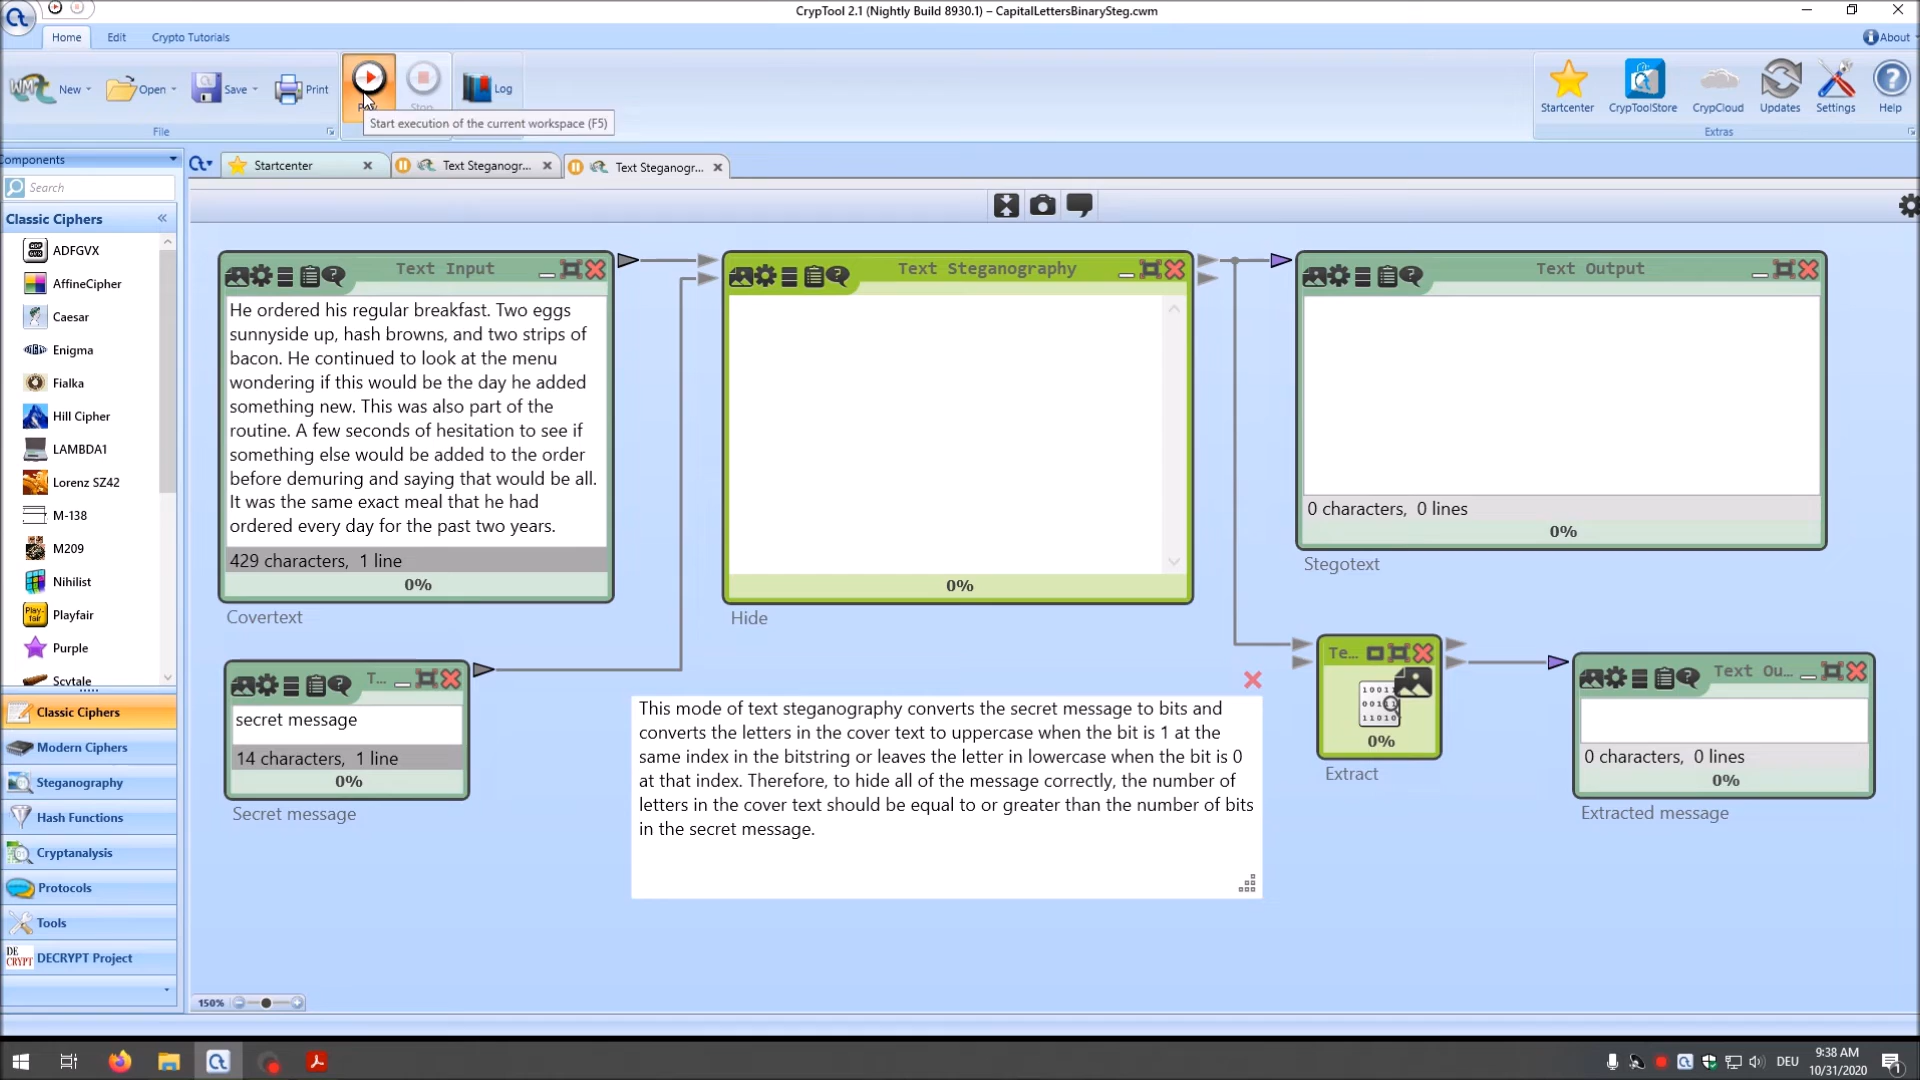 CrypTool 2.1 (Nightly Build 8930.1) – CapitalLettersBinarySteg.cwm
Home
Edit
Crypto Tutorials
About
New
Open
Save
Print
Log
Startcenter
CrypToolStore
CrypCloud
Updates
Settings
Help
File
Start execution of the current workspace (F5)
Extras
Components
Startcenter
Text Steganogr...
Text Steganogr...
Search
Classic Ciphers
ADFGVX
AffineCipher
Caesar
Enigma
Fialka
Hill Cipher
LAMBDA1
Lorenz SZ42
M-138
M209
Nihilist
Playfair
Purple
Scytale
Classic Ciphers
Modern Ciphers
Steganography
Hash Functions
Cryptanalysis
Protocols
Tools
DECRYPT Project
Text Input
He ordered his regular breakfast. Two eggs
sunnyside up, hash browns, and two strips of
bacon. He continued to look at the menu
wondering if this would be the day he added
something new. This was also part of the
routine. A few seconds of hesitation to see if
something else would be added to the order
before demuring and saying that would be all.
It was the same exact meal that he had
ordered every day for the past two years.
429 characters,  1 line
0%
Covertext
Text Steganography
0%
Hide
Text Output
0 characters,  0 lines
0%
Stegotext
T...
secret message
14 characters,  1 line
0%
Secret message
This mode of text steganography converts the secret message to bits and
converts the letters in the cover text to uppercase when the bit is 1 at the
same index in the bitstring or leaves the letter in lowercase when the bit is 0
at that index. Therefore, to hide all of the message correctly, the number of
letters in the cover text should be equal to or greater than the number of bits
in the secret message.
Te...
0%
Extract
Text Ou...
0 characters,  0 lines
0%
Extracted message
150%
DEU
9:38 AM
10/31/2020